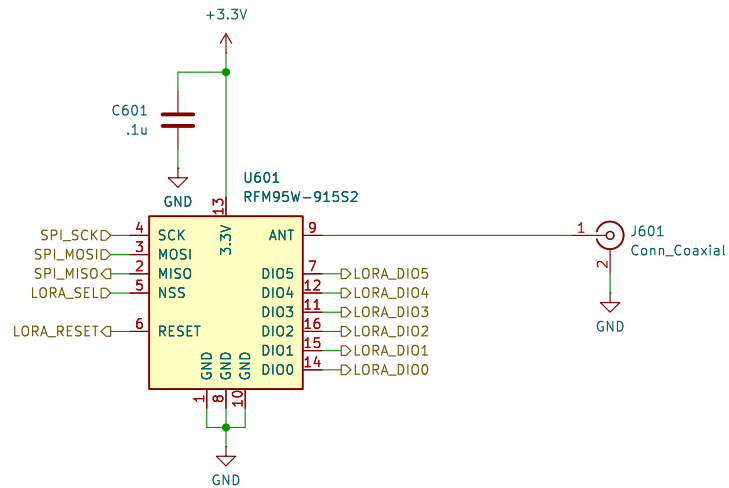 +3.3V
C601
.1u
GND
U601
RFM95W-915S2
13
3.3V
SPI_SCK 4 SCK
SPI_MOSI 3 MOSI
SPI_MISO 2 MISO
LORA_SEL 5 NSS
LORA_RESET 6 RESET
ANT 9
DIO5 7 LORA_DIO5
DIO4 12 LORA_DIO4
DIO3 11 LORA_DIO3
DIO2 16 LORA_DIO2
DIO1 15 LORA_DIO1
DIO0 14 LORA_DIO0
GND GND GND
1 8 10
GND
1 J601
Conn_Coaxial
2
GND